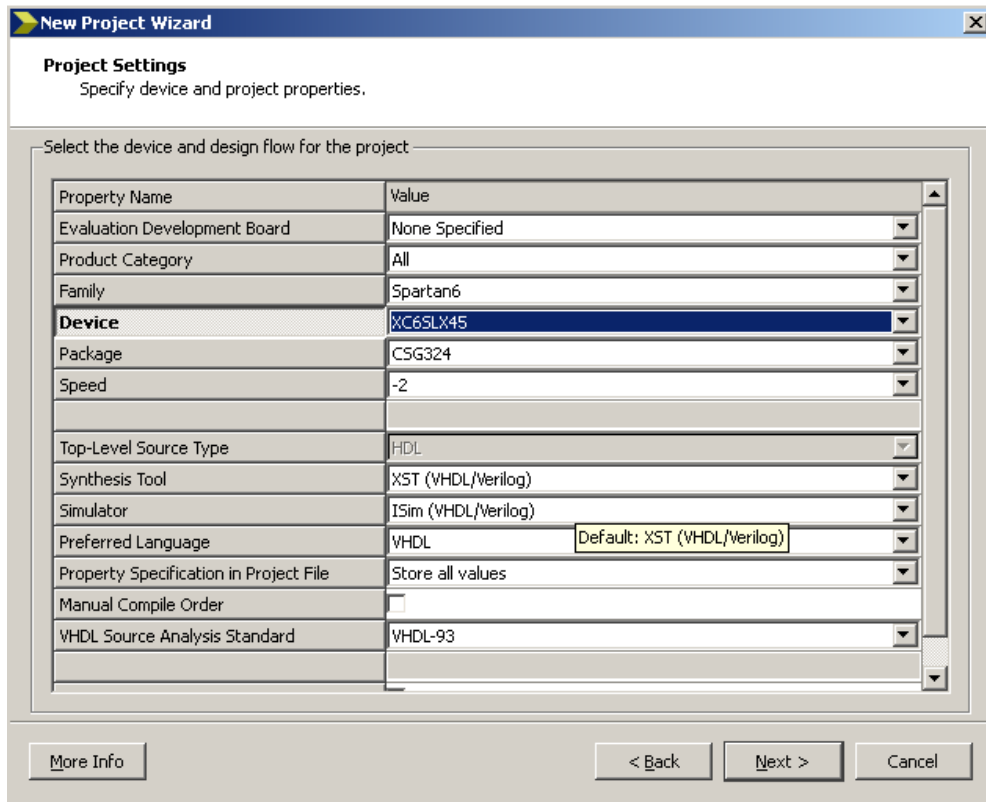 New Project Wizard
Project Settings
Specify device and project properties.
Select the device and design flow for the project
Property Name Value
Evaluation Development Board None Specified
Product Category All
Family Spartan6
Device XC6SLX45
Package CSG324
Speed -2
Top-Level Source Type HDL
Synthesis Tool XST (VHDL/Verilog)
Simulator ISim (VHDL/Verilog)
Default: XST (VHDL/Verilog)
Preferred Language VHDL
Property Specification in Project File Store all values
Manual Compile Order
VHDL Source Analysis Standard VHDL-93
More Info < Back Next > Cancel